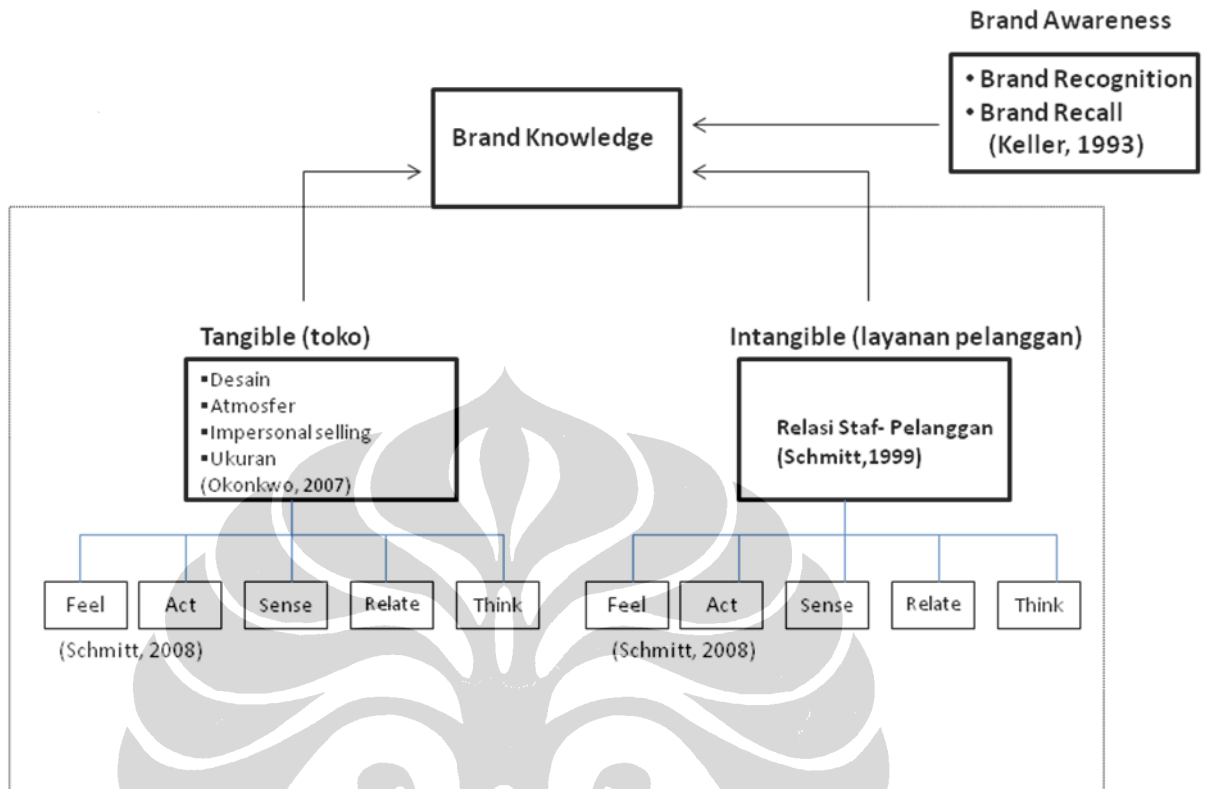 Brand Awareness
• Brand Recognition
• Brand Recall
(Keller, 1993)
Brand Knowledge
Tangible (toko)
▪Desain
▪Atmosfer
▪Impersonal selling
▪Ukuran
(Okonkwo, 2007)
Intangible (layanan pelanggan)
Relasi Staf- Pelanggan
(Schmitt,1999)
Feel Act Sense Relate Think
(Schmitt, 2008)
Feel Act Sense Relate Think
(Schmitt, 2008)